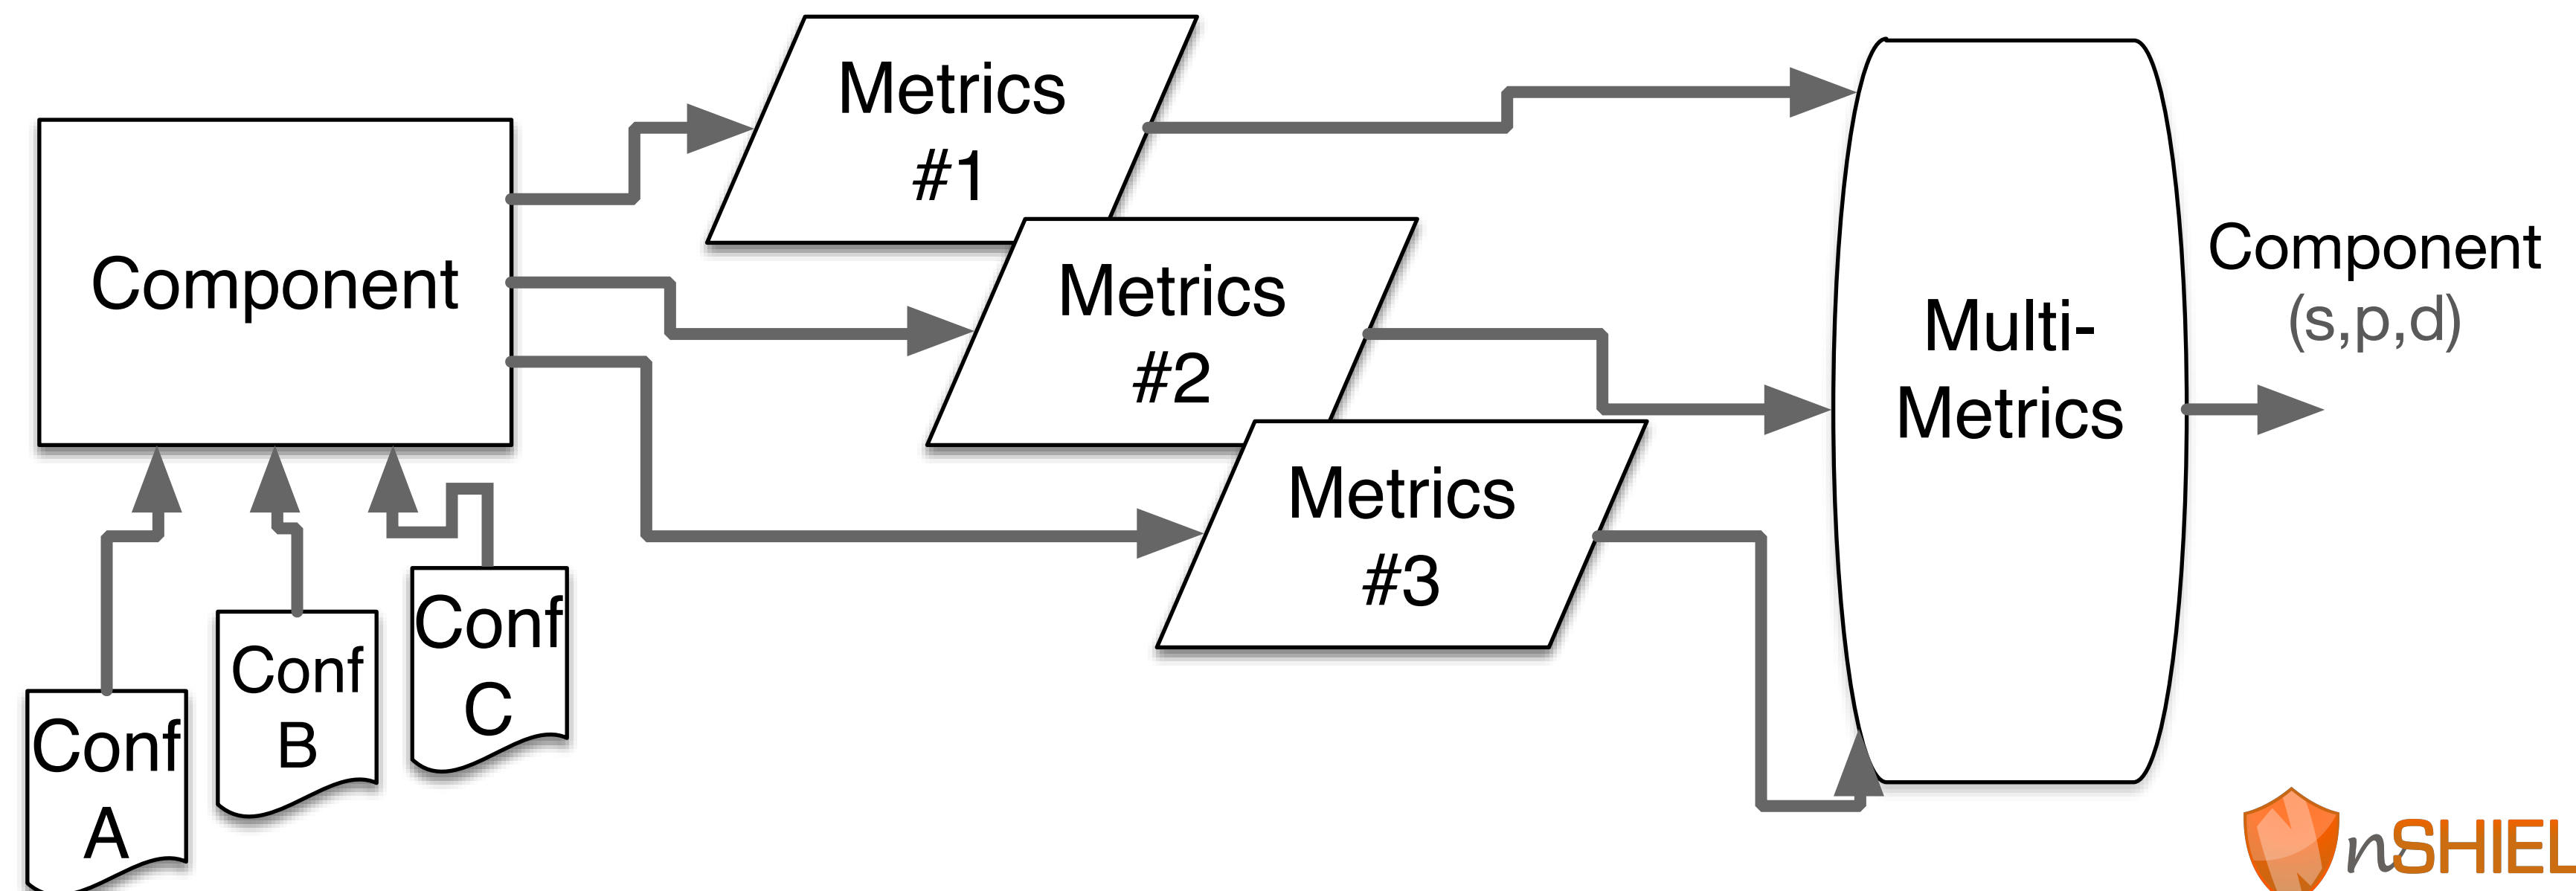 Metrics
#1
Component
Metrics
#2
Metrics
#3
Multi-
Metrics
Component
(s,p,d)
Conf
A
Conf
B
Conf
C
nSHIEL